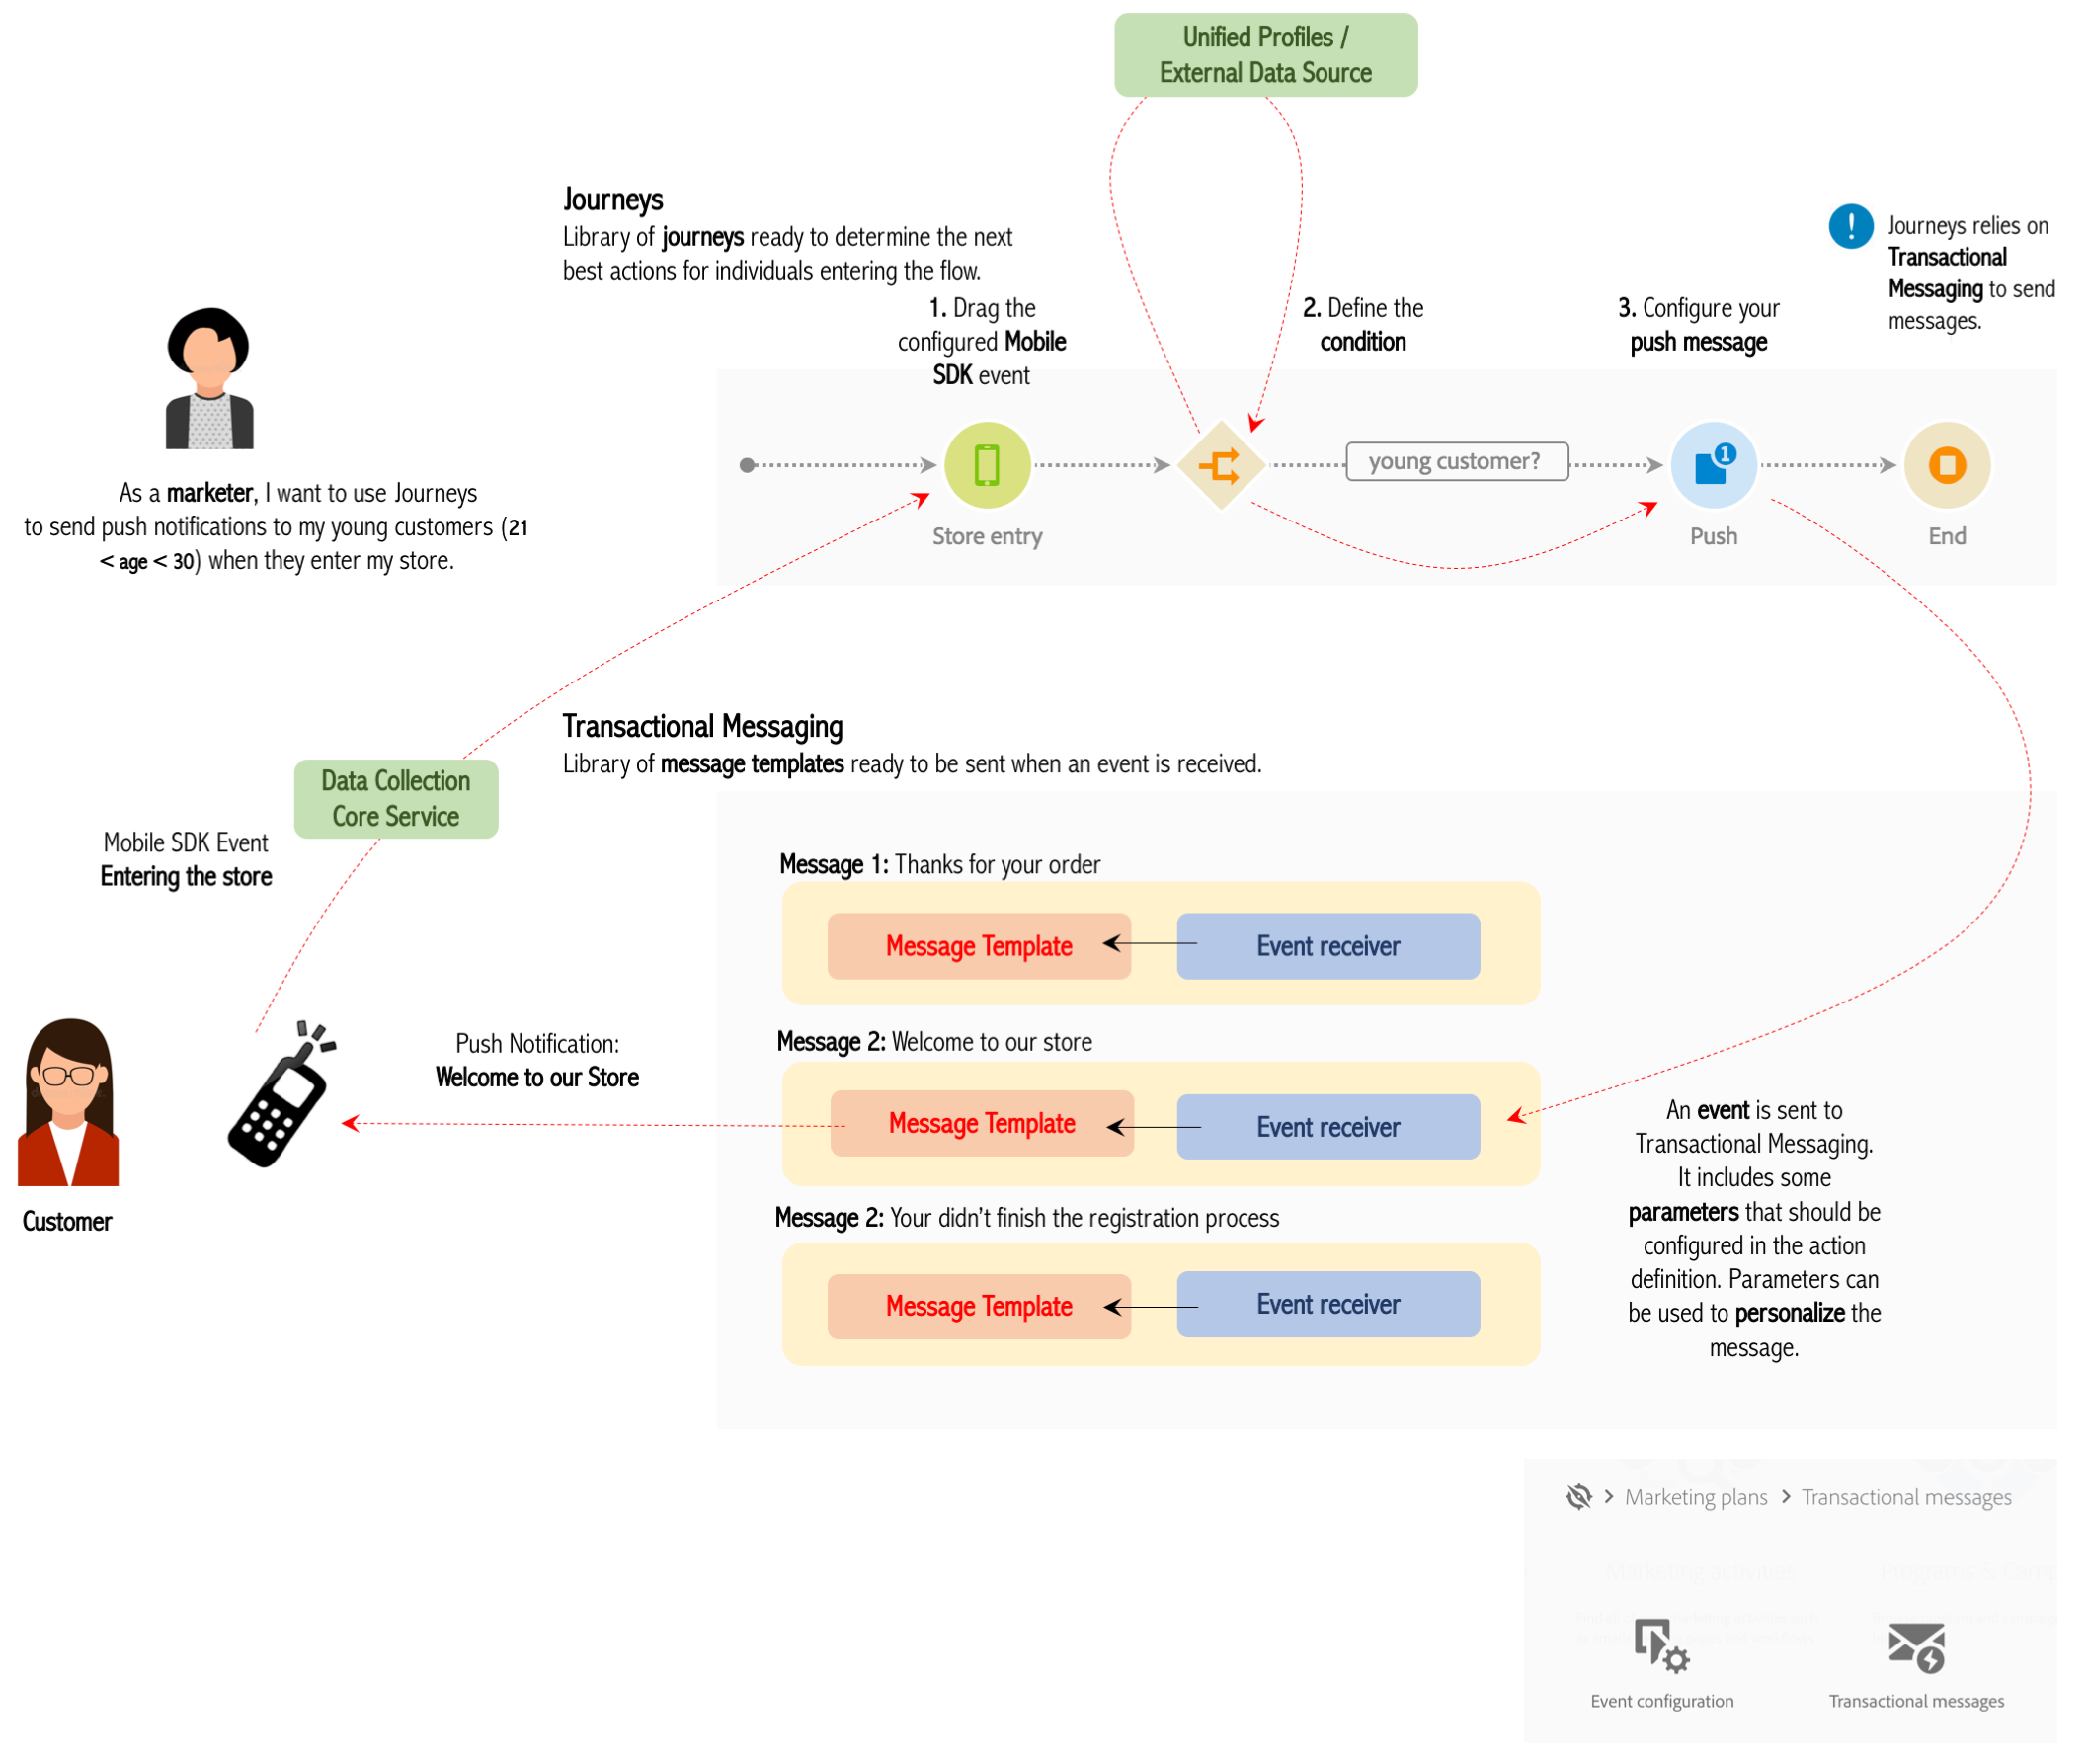 Unified Profiles /
External Data Source
Journeys
Library of journeys ready to determine the next
best actions for individuals entering the flow.
Journeys relies on
Transactional
Messaging to send
messages.
1. Drag the
configured Mobile
SDK event
2. Define the
condition
3. Configure your
push message
young customer?
1
Store entry
Push
End
As a marketer, I want to use Journeys
to send push notifications to my young customers (21
< age < 30) when they enter my store.
Transactional Messaging
Library of message templates ready to be sent when an event is received.
Data Collection
Core Service
Mobile SDK Event
Entering the store
Message 1: Thanks for your order
Message Template
Event receiver
Push Notification:
Welcome to our Store
Message 2: Welcome to our store
Message Template
Event receiver
Message 2: Your didn't finish the registration process
Message Template
Event receiver
An event is sent to
Transactional Messaging.
It includes some
parameters that should be
configured in the action
definition. Parameters can
be used to personalize the
message.
Customer
> Marketing plans > Transactional messages
Marketing activities
Programs & Camp
Event configuration
Transactional messages